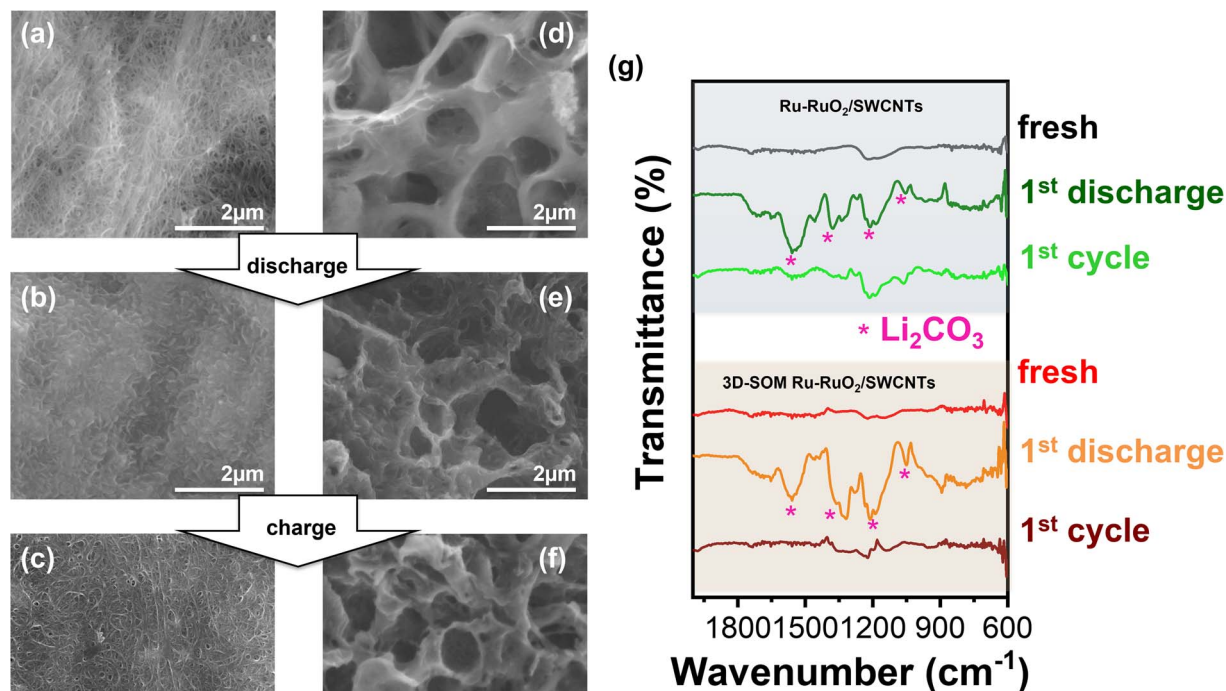 (a)
2μm
(d)
2μm
discharge
(b)
2μm
(e)
2μm
charge
(c)
(f)
(g)
Transmittance (%)
Ru-RuO₂/SWCNTs
fresh
1ˢᵗ discharge
1ˢᵗ cycle
* * * *
* Li₂CO₃
3D-SOM Ru-RuO₂/SWCNTs
fresh
1ˢᵗ discharge
* * * *
1ˢᵗ cycle
1800 1500 1200 900 600
Wavenumber (cm⁻¹)